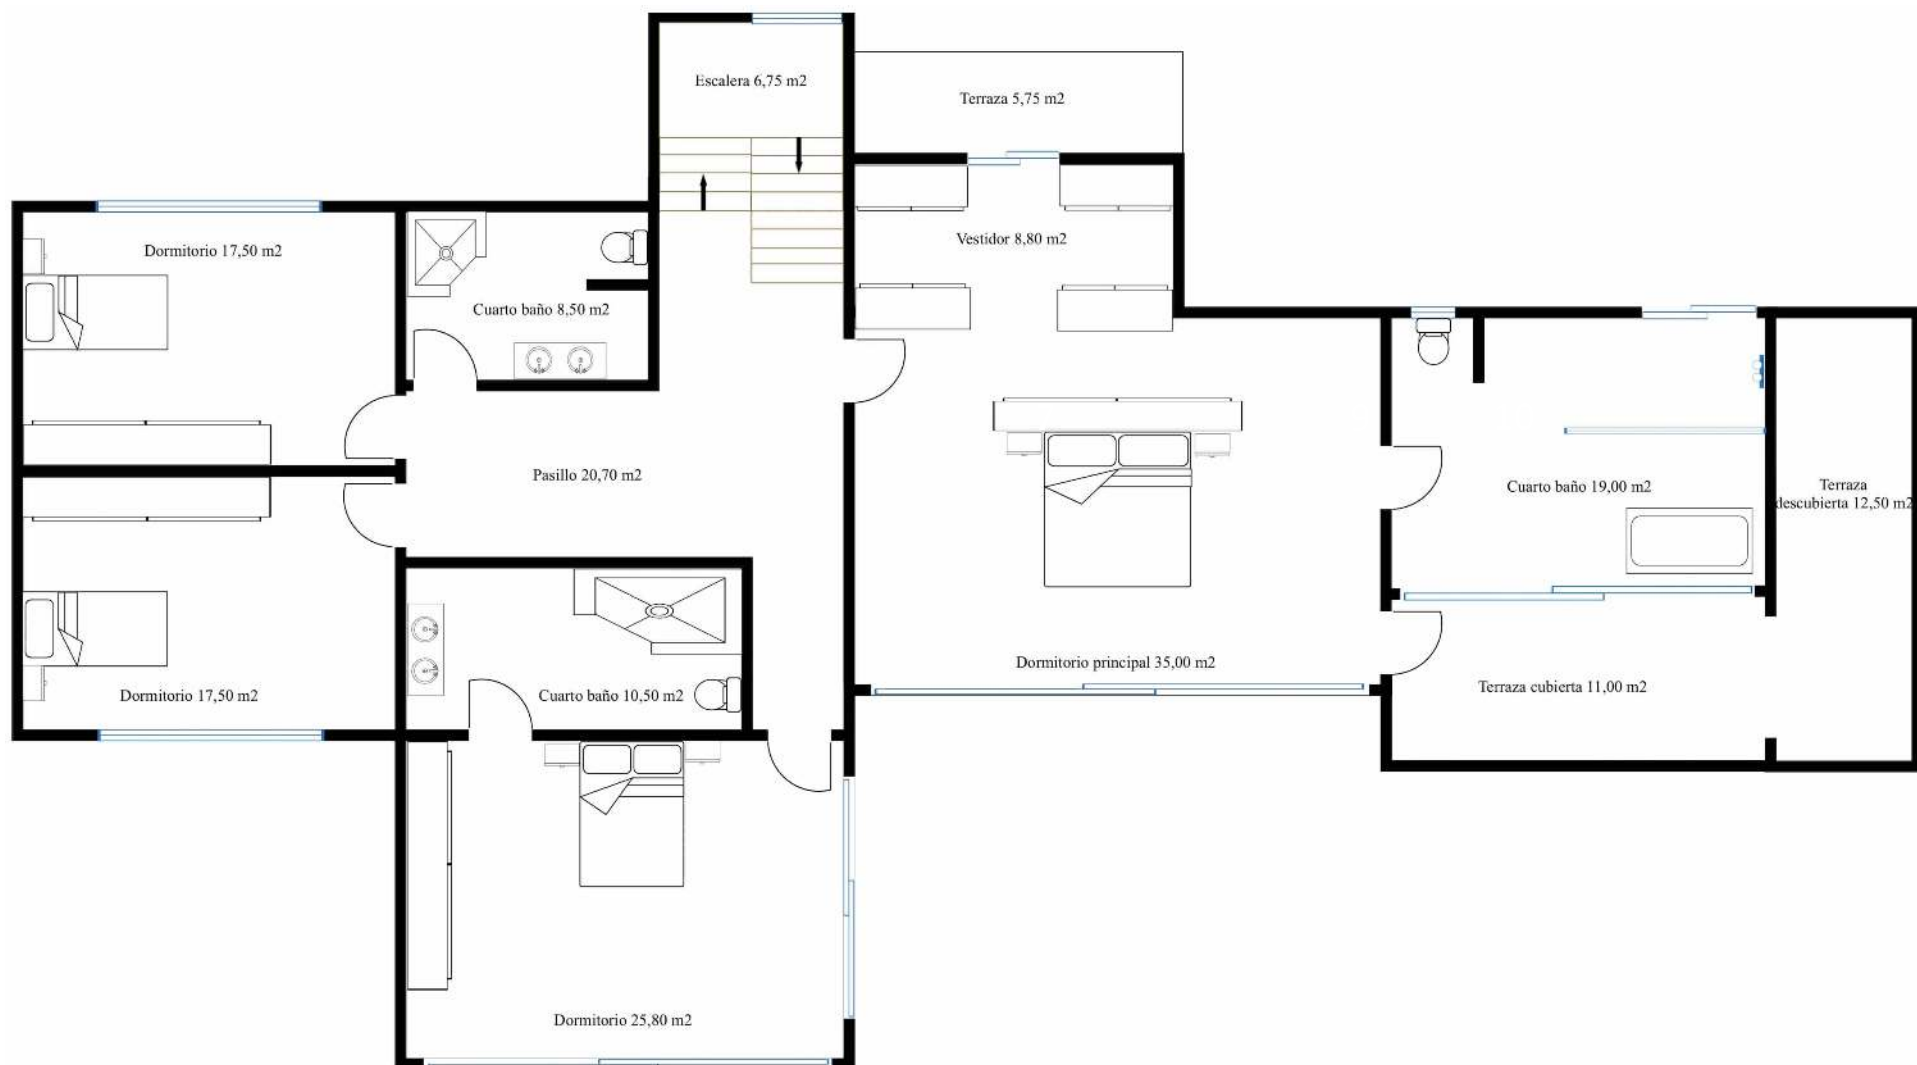 Escalera 6,75 m2
Terraza 5,75 m2
Dormitorio 17,50 m2
Vestidor 8,80 m2
Cuarto baño 8,50 m2
Pasillo 20,70 m2
Cuarto baño 19,00 m2
Terraza
descubierta 12,50 m2
Dormitorio principal 35,00 m2
Terraza cubierta 11,00 m2
Dormitorio 17,50 m2
Cuarto baño 10,50 m2
Dormitorio 25,80 m2